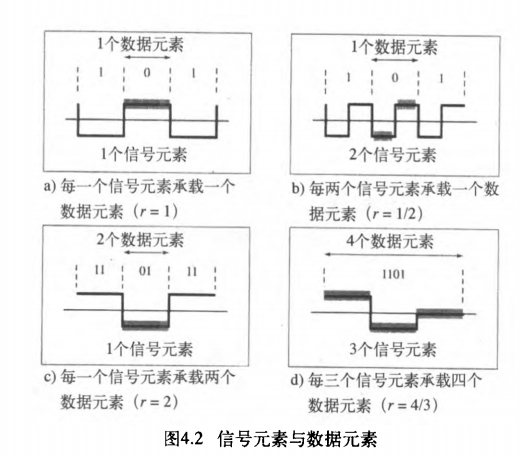 1个数据元素
1 0 1
1个信号元素
a) 每一个信号元素承载一个
数据元素（r = 1）
1个数据元素
1 0 1
2个信号元素
b) 每两个信号元素承载一个数
据元素（r = 1/2）
2个数据元素
11 01 11
1个信号元素
c) 每一个信号元素承载两个
数据元素（r = 2）
4个数据元素
1101
3个信号元素
d) 每三个信号元素承载四个
数据元素（r = 4/3）
图4.2 信号元素与数据元素